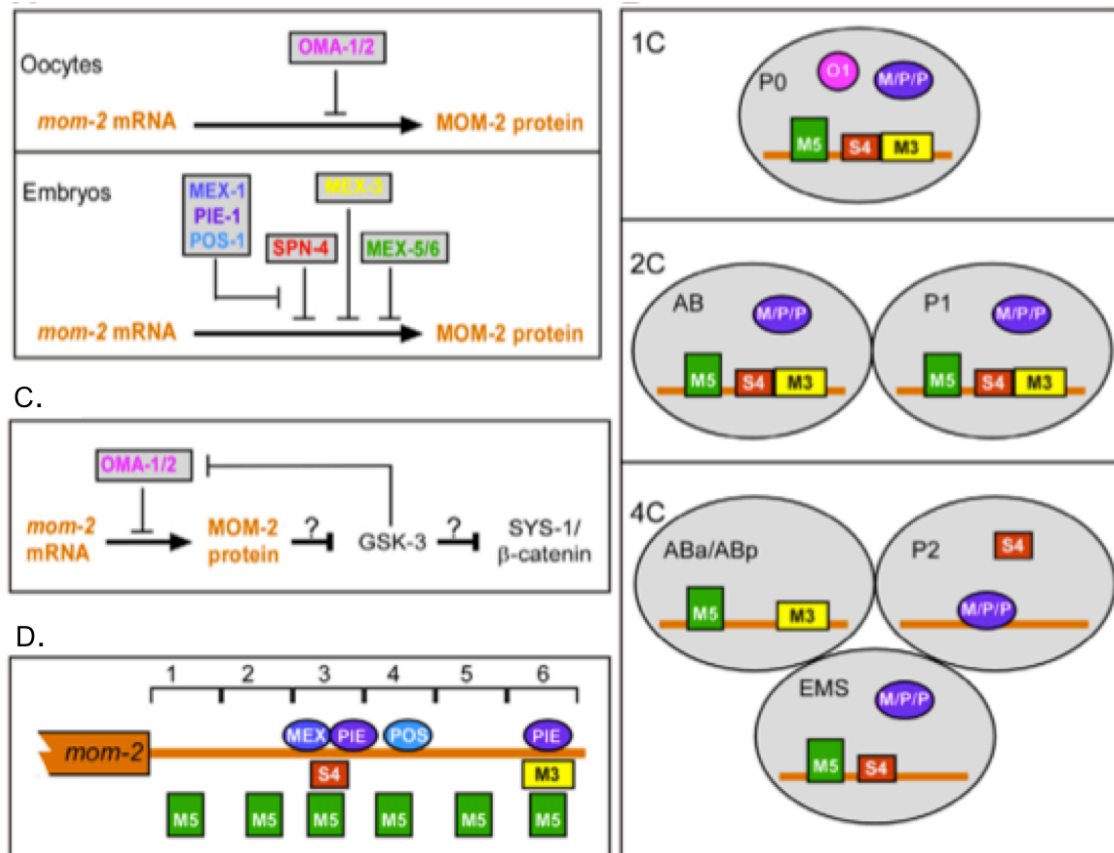 Oocytes
OMA-1/2
mom-2 mRNA
MOM-2 protein
Embryos
MEX-1
PIE-1
POS-1
SPN-4
MEX-3
MEX-5/6
mom-2 mRNA
MOM-2 protein
C.
OMA-1/2
mom-2
mRNA
MOM-2
protein
?
GSK-3
?
SYS-1/
β-catenin
D.
1 2 3 4 5 6
mom-2
MEX PIE POS PIE
S4 M3
M5 M5 M5 M5 M5 M5
1C
P0
O1 M/P/P
M5 S4 M3
2C
AB
M/P/P
M5 S4 M3
P1
M/P/P
M5 S4 M3
4C
ABa/ABp
M5 M3
P2
S4
M/P/P
EMS
M/P/P
M5 S4